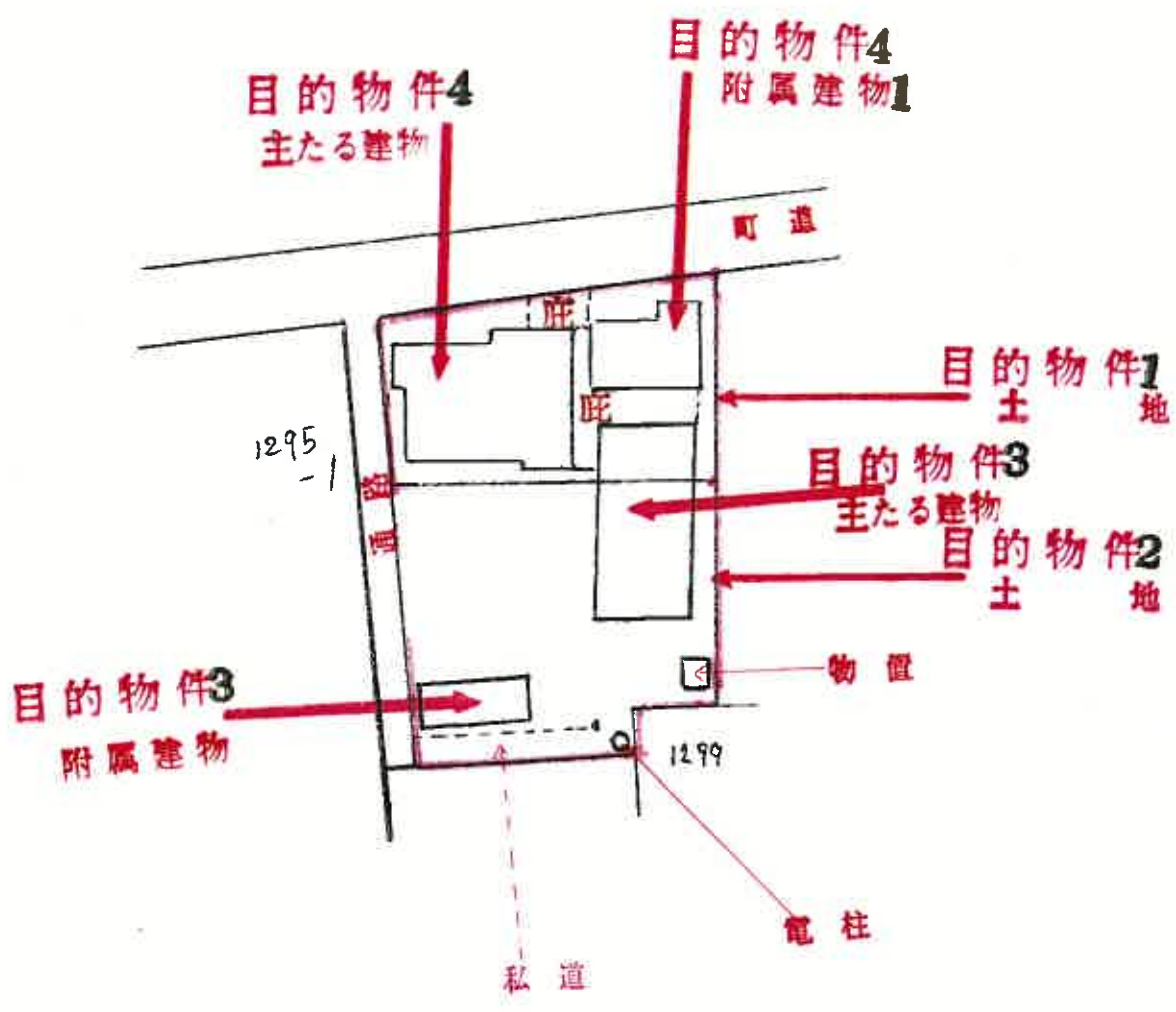 目的物件4
附属建物1
目的物件4
主たる建物
町道
庇
庇
目的物件1
土地
1295
-1
目的物件3
主たる建物
通路
目的物件2
土地
物置
目的物件3
附属建物
1299
電柱
私道